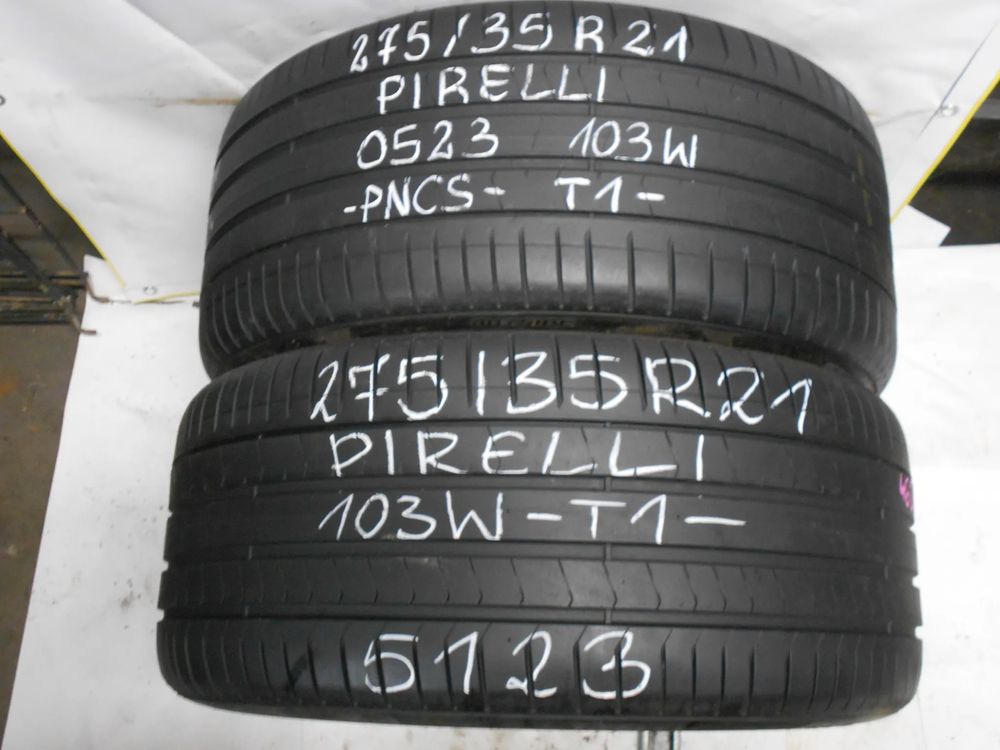 275/35 R21
PIRELLI
0523 103W
-PNCS- T1-
275/35R21
PIRELLI
103W-T1-
5123